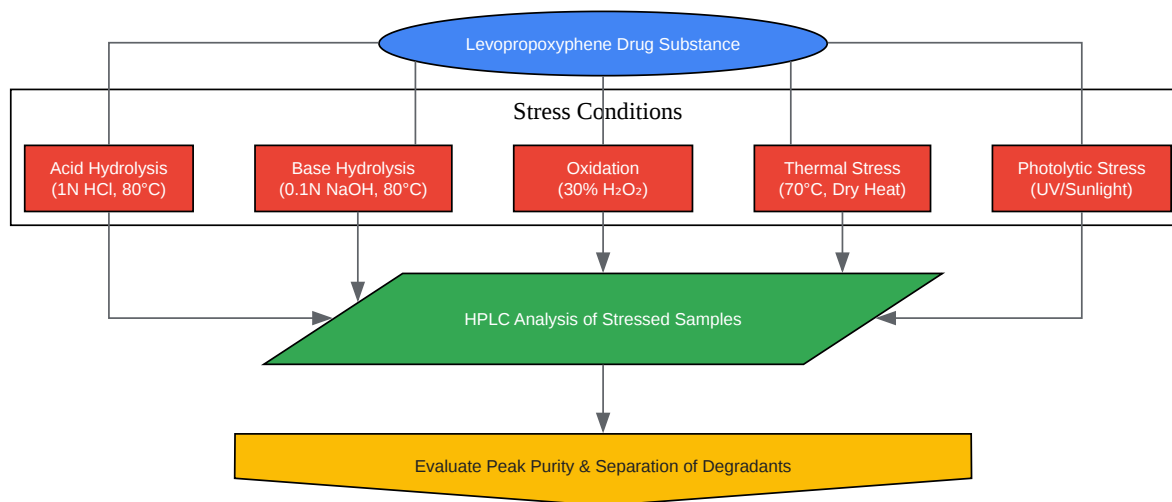 Levopropoxyphene Drug Substance
Stress Conditions
Acid Hydrolysis
(1N HCl, 80°C)
Base Hydrolysis
(0.1N NaOH, 80°C)
Oxidation
(30% H₂O₂)
Thermal Stress
(70°C, Dry Heat)
Photolytic Stress
(UV/Sunlight)
HPLC Analysis of Stressed Samples
Evaluate Peak Purity & Separation of Degradants